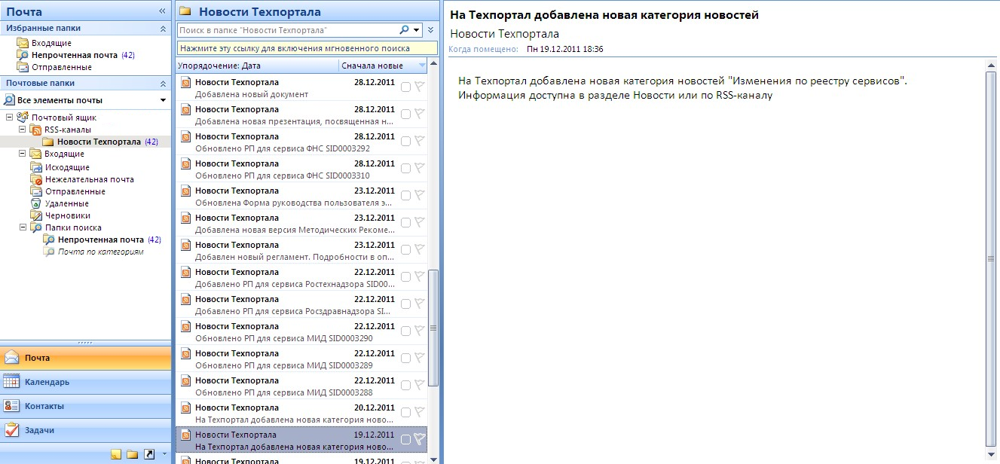 Почта «
Избранные папки
Входящие
Непрочтенная почта (42)
Отправленные
Почтовые папки
Все элементы почты
Почтовый ящик
RSS-каналы
Новости Техпортала (42)
Входящие
Исходящие
Нежелательная почта
Отправленные
Удаленные
Черновики
Папки поиска
Непрочтенная почта (42)
Почта по категориям
Почта
Календарь
Контакты
Задачи
Новости Техпортала
Поиск в папке "Новости Техпортала"
Нажмите эту ссылку для включения мгновенного поиска
Упорядочение: Дата Сначала новые
Новости Техпортала 28.12.2011
Добавлена новый документ
Новости Техпортала 28.12.2011
Добавлена новая презентация, посвященная н...
Новости Техпортала 28.12.2011
Обновлено РП для сервиса ФНС SID0003292
Новости Техпортала 28.12.2011
Обновлено РП для сервиса ФНС SID0003310
Новости Техпортала 23.12.2011
Обновлена Форма руководства пользователя э...
Новости Техпортала 23.12.2011
Добавлена новая версия Методических Рекоме...
Новости Техпортала 23.12.2011
Добавлен новый регламент. Подробности в оп...
Новости Техпортала 22.12.2011
Добавлено РП для сервиса Ростехнадзора SID00...
Новости Техпортала 22.12.2011
Добавлено РП для сервиса Росздравнадзора SI...
Новости Техпортала 22.12.2011
Обновлено РП для сервиса МИД SID0003290
Новости Техпортала 22.12.2011
Обновлено РП для сервиса МИД SID0003289
Новости Техпортала 22.12.2011
Обновлено РП для сервиса МИД SID0003288
Новости Техпортала 20.12.2011
На Техпортал добавлена новая категория ново...
Новости Техпортала 19.12.2011
На Техпортал добавлена новая категория ново...
Новости Техпортала 19.12.2011
На Техпортал добавлена новая категория новостей
Новости Техпортала
Когда помещено: Пн 19.12.2011 18:36
На Техпортал добавлена новая категория новостей "Изменения по реестру сервисов".
Информация доступна в разделе Новости или по RSS-каналу